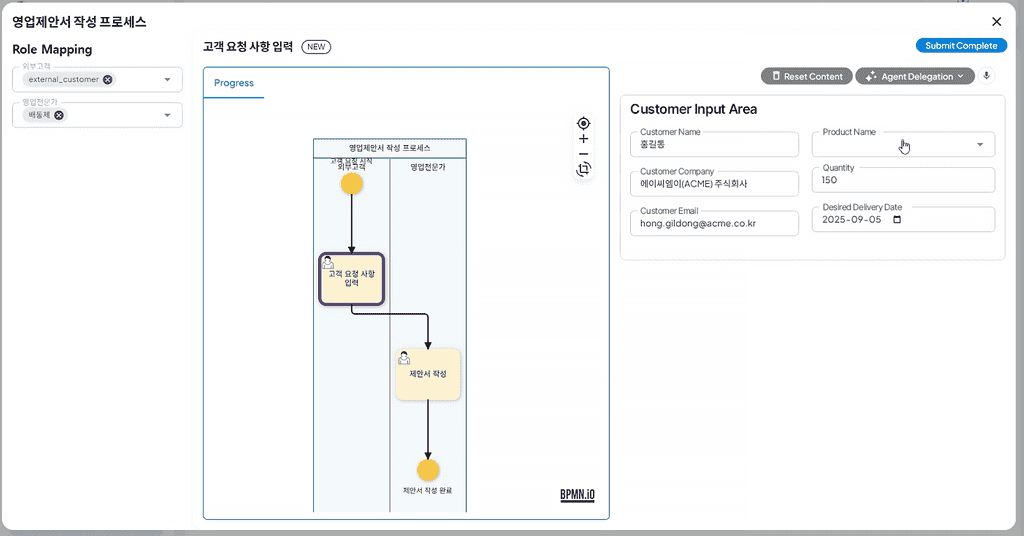 영업제안서 작성 프로세스
Role Mapping
외부고객
external_customer
영업전문가
배동제
고객 요청 사항 입력
NEW
Submit Complete
Progress
Reset Content
Agent Delegation
영업제안서 작성 프로세스
고객 요청 시작
외부고객
영업전문가
고객 요청 사항
입력
제안서 작성
제안서 작성 완료
BPMN.iO
Customer Input Area
Customer Name
홍길동
Product Name
Customer Company
에이씨엠이(ACME) 주식회사
Quantity
150
Customer Email
hong.gildong@acme.co.kr
Desired Delivery Date
2025-09-05